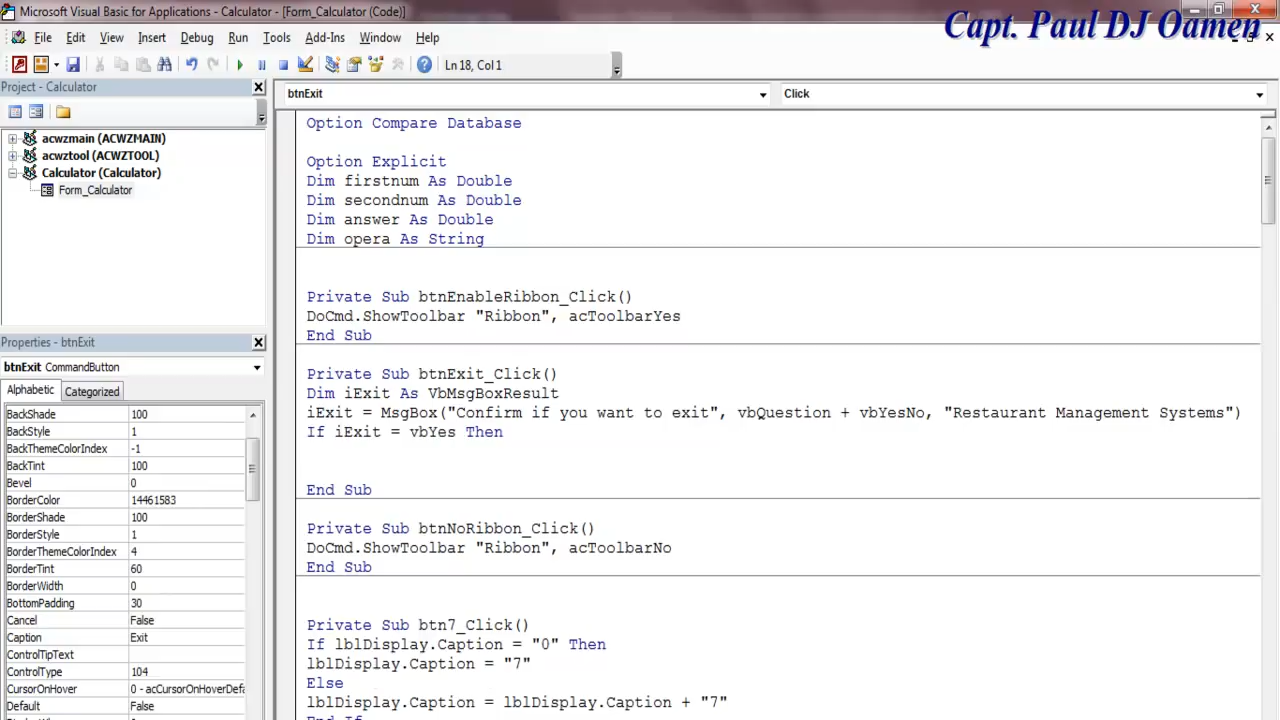 Microsoft Visual Basic for Applications - Calculator - [Form_Calculator (Code)]
Capt. Paul DJ Oamen
File Edit View Insert Format Debug Run Tools Add-Ins Window Help
Ln 18, Col 1
Project - Calculator
btnExit Click
acwzmain (ACWZMAIN)
acwztool (ACWZTOOL)
Calculator (Calculator)
Form_Calculator
Properties - btnExit
btnExit CommandButton
Alphabetic Categorized
BackShade 100
BackStyle 1
BackThemeColorIndex -1
BackTint 100
Bevel 0
BorderColor 14461583
BorderShade 100
BorderStyle 1
BorderThemeColorIndex 4
BorderTint 60
BorderWidth 0
BottomPadding 30
Cancel False
Caption Exit
ControlTipText
ControlType 104
CursorOnHover 0 - acCursorOnHoverDefa
Default False
Option Compare Database
Option Explicit
Dim firstnum As Double
Dim secondnum As Double
Dim answer As Double
Dim opera As String
Private Sub btnEnableRibbon_Click()
DoCmd.ShowToolbar "Ribbon", acToolbarYes
End Sub
Private Sub btnExit_Click()
Dim iExit As VbMsgBoxResult
iExit = MsgBox("Confirm if you want to exit", vbQuestion + vbYesNo, "Restaurant Management Systems")
If iExit = vbYes Then
End Sub
Private Sub btnNoRibbon_Click()
DoCmd.ShowToolbar "Ribbon", acToolbarNo
End Sub
Private Sub btn7_Click()
If lblDisplay.Caption = "0" Then
lblDisplay.Caption = "7"
Else
lblDisplay.Caption = lblDisplay.Caption + "7"
End If